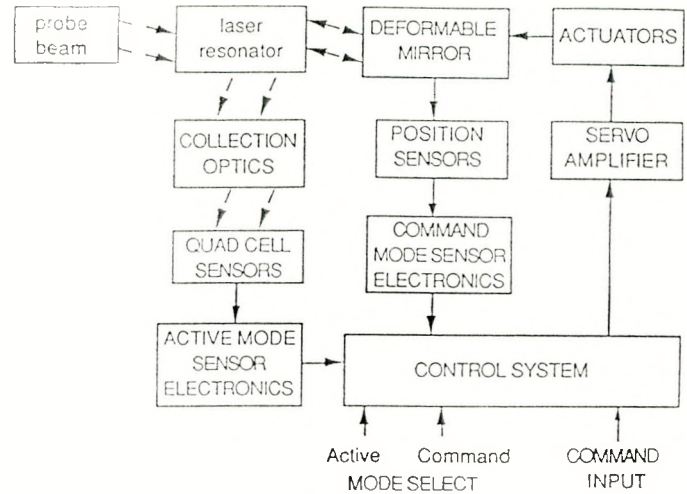 probe
beam
laser
resonator
DEFORMABLE
MIRROR
ACTUATORS
COLLECTION
OPTICS
POSITION
SENSORS
SERVO
AMPLIFIER
QUAD CELL
SENSORS
COMMAND
MODE SENSOR
ELECTRONICS
ACTIVE MODE
SENSOR
ELECTRONICS
CONTROL SYSTEM
Active Command
MODE SELECT
COMMAND
INPUT